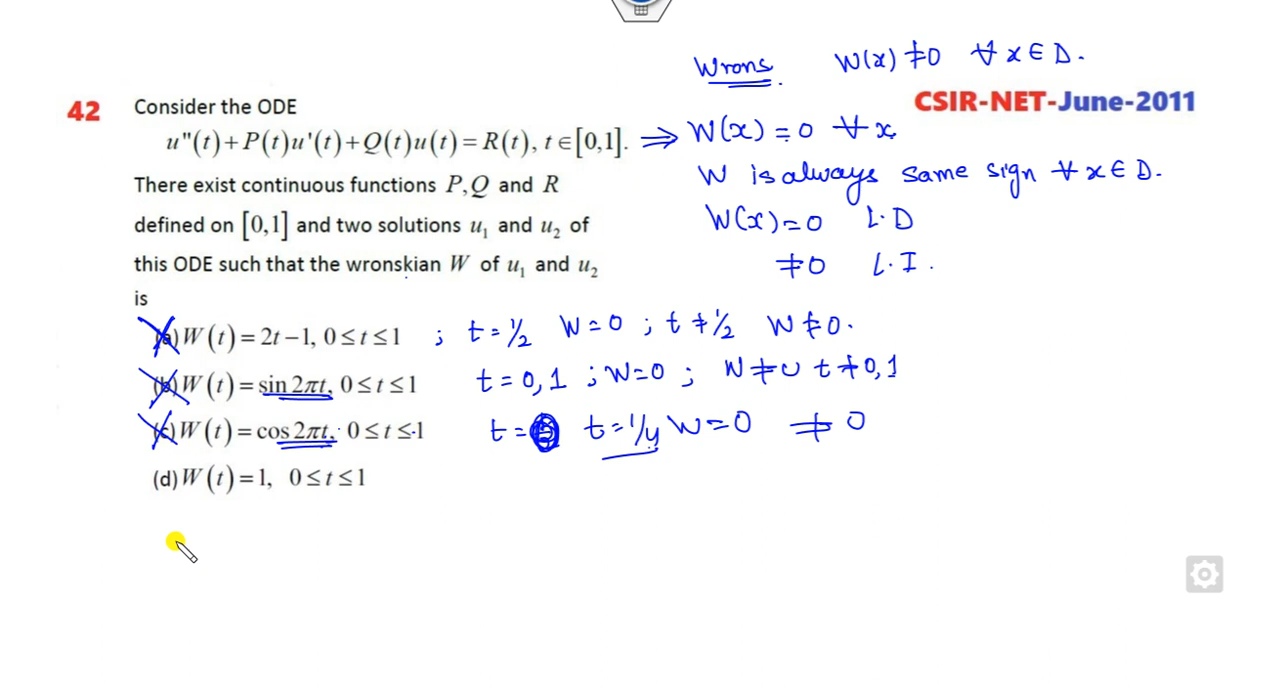 Wrons. W(x) ≠ 0 ∀ x ∈ D.
42 Consider the ODE CSIR-NET-June-2011
u"(t)+P(t)u'(t)+Q(t)u(t)=R(t), t∈[0,1]. ⇒ W(x) = 0 ∀ x
There exist continuous functions P,Q and R W is always same sign ∀ x ∈ D.
defined on [0,1] and two solutions u₁ and u₂ of W(x) = 0 L.D
this ODE such that the wronskian W of u₁ and u₂ ≠ 0 L.I.
is
(a) W(t)=2t−1, 0≤t≤1 ; t = 1/2 W = 0 ; t ≠ 1/2 W ≠ 0.
(b) W(t)=sin 2πt, 0≤t≤1 t = 0, 1 ; W = 0 ; W ≠ 0 t ≠ 0, 1
(c) W(t)=cos 2πt, 0≤t≤1 t = t = 1/4 W = 0 ≠ 0
(d) W(t)=1, 0≤t≤1